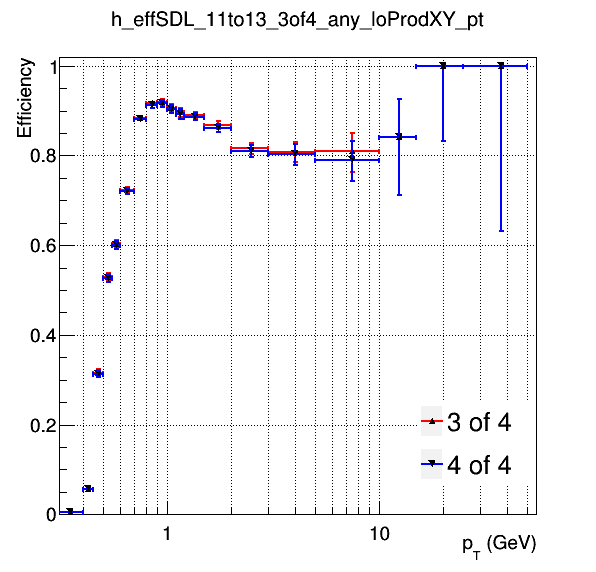 h_effSDL_11to13_3of4_any_loProdXY_pt
Efficiency
1
0.8
0.6
0.4
0.2
0
3 of 4
4 of 4
1
10
p_T (GeV)